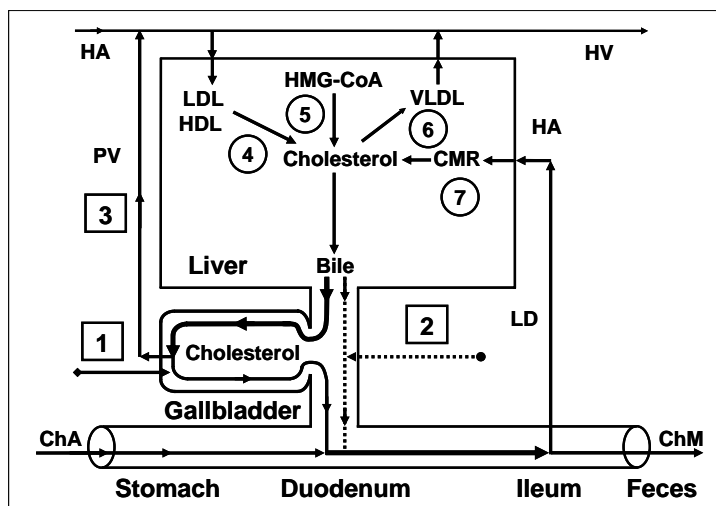 HA
HV
HMG-CoA
LDL
HDL
5
VLDL
6
HA
PV
4
Cholesterol
CMR
7
3
Liver
Bile
1
Cholesterol
2
LD
Gallbladder
ChA
ChM
Stomach
Duodenum
Ileum
Feces